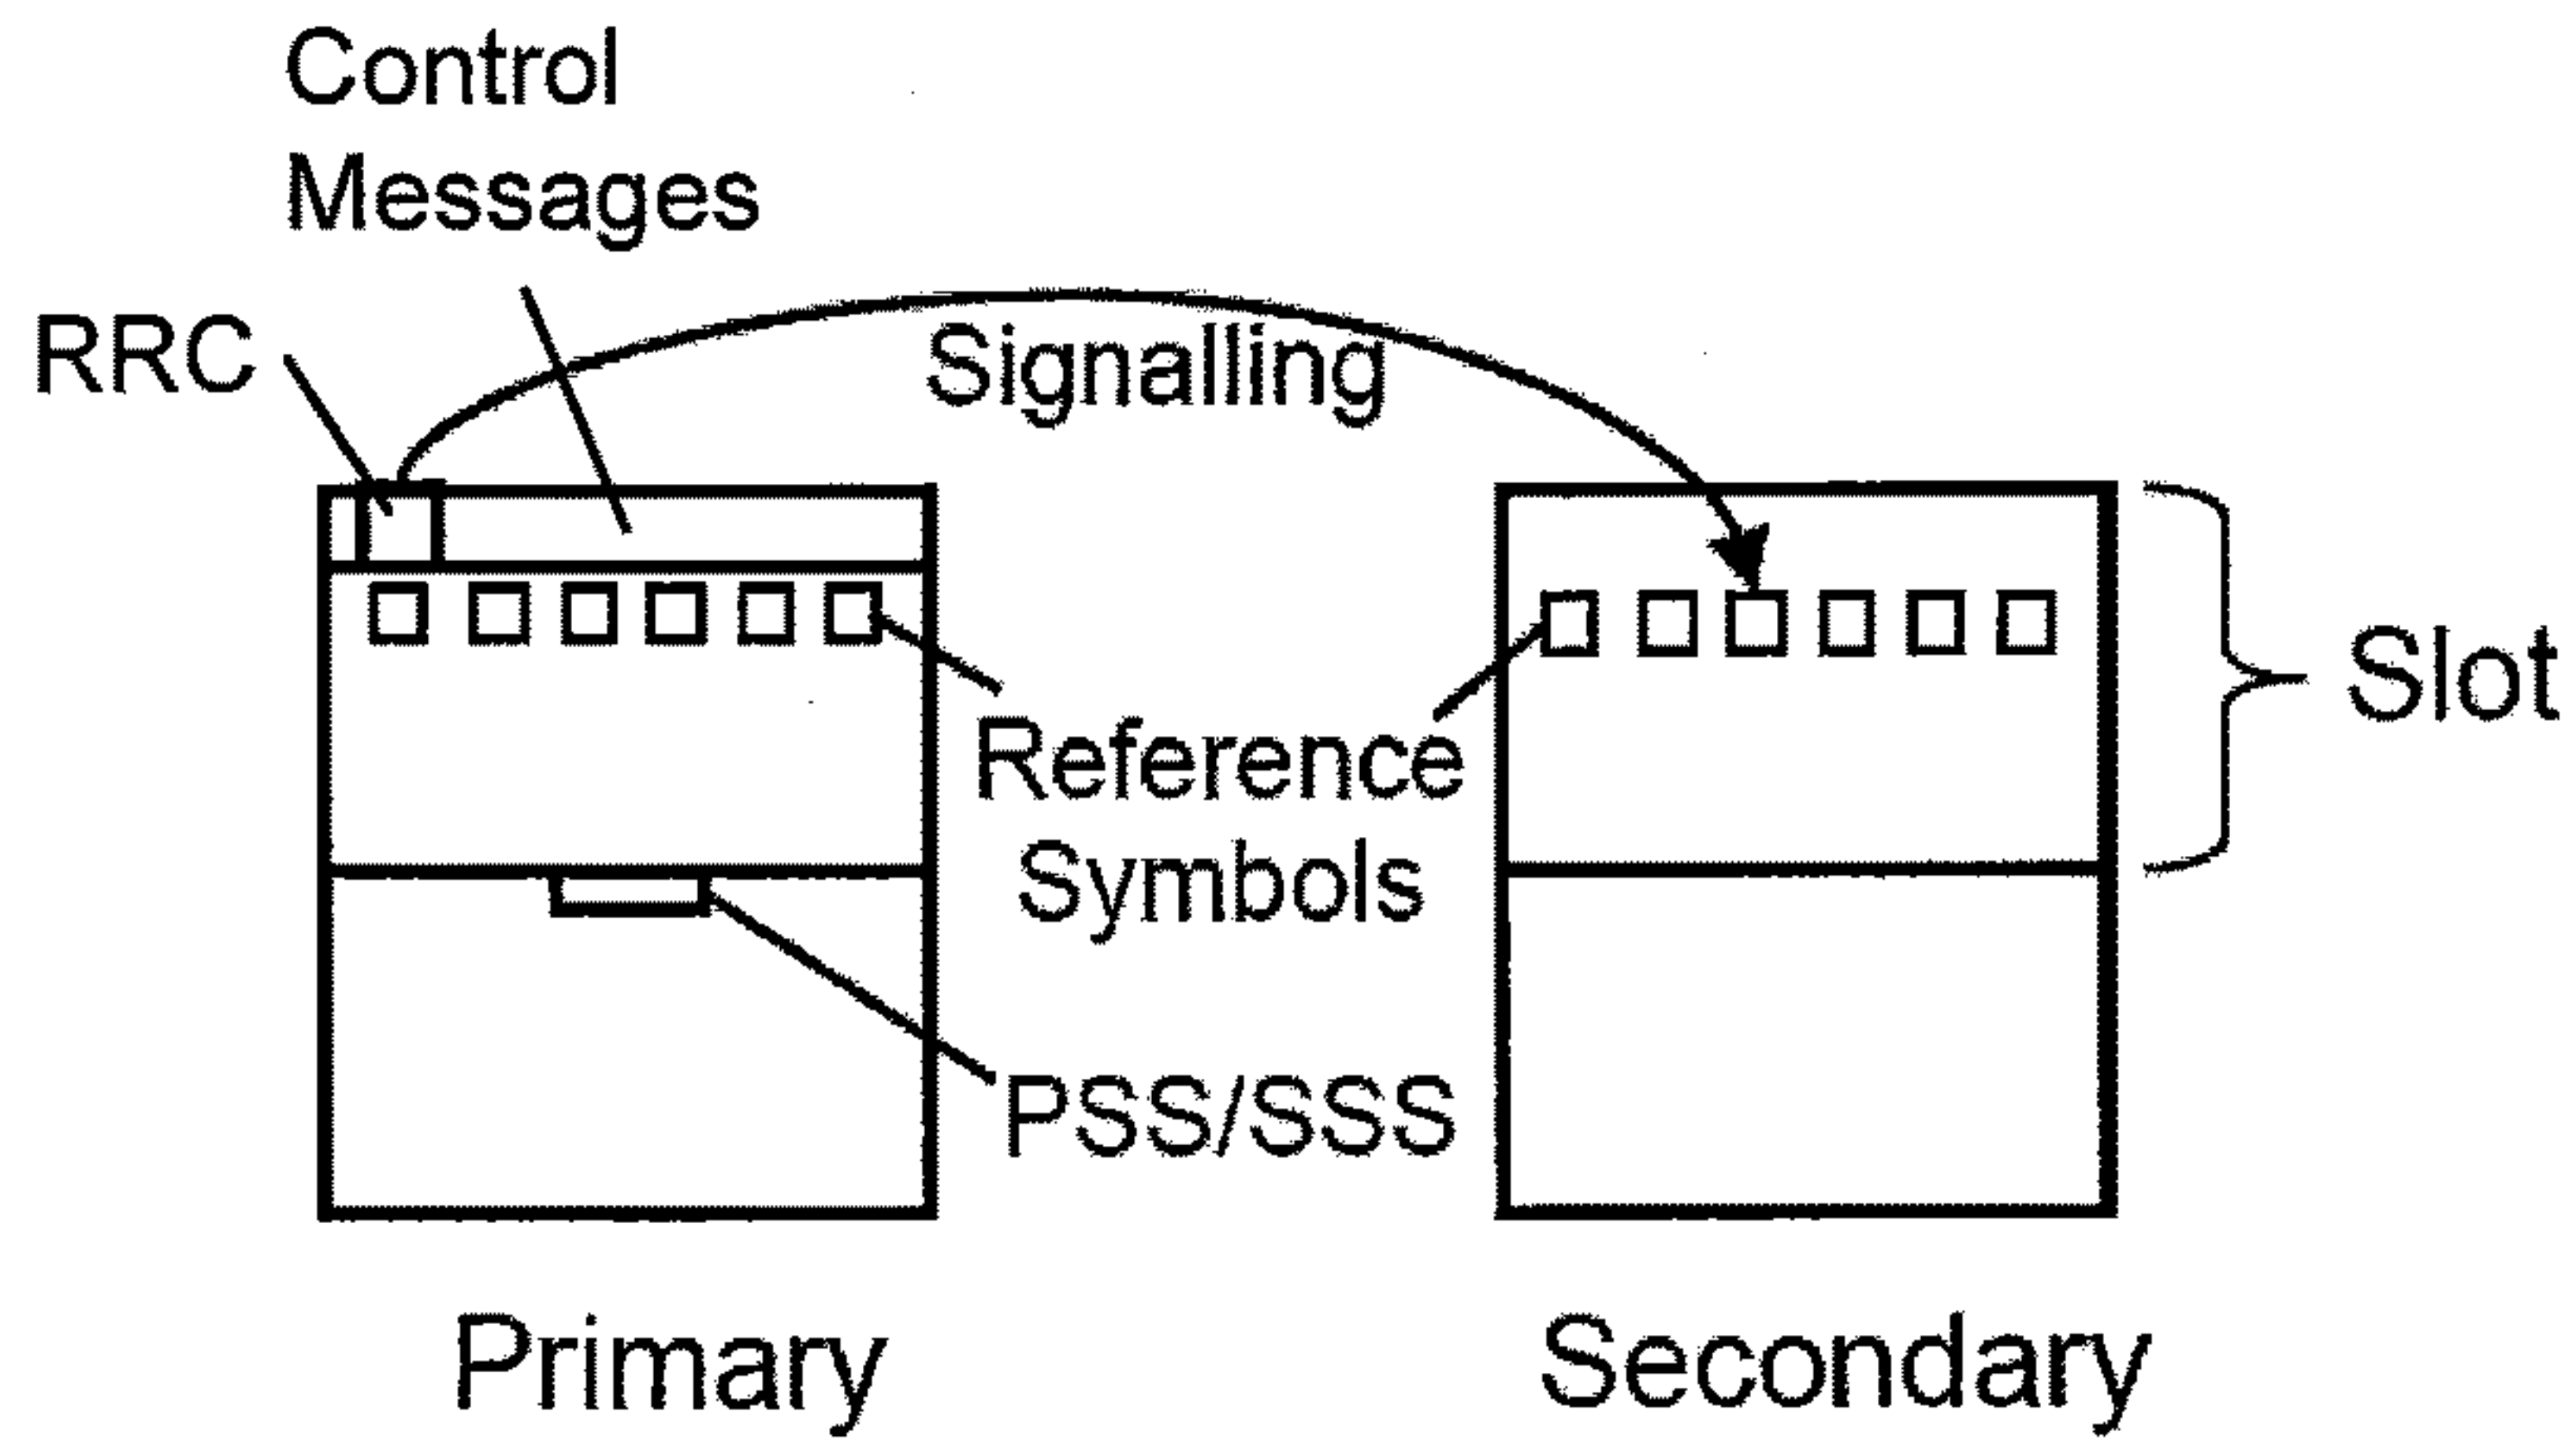 Control
Messages
RRC
Signalling
Slot
Reference
Symbols
PSS/SSS
Primary
Secondary